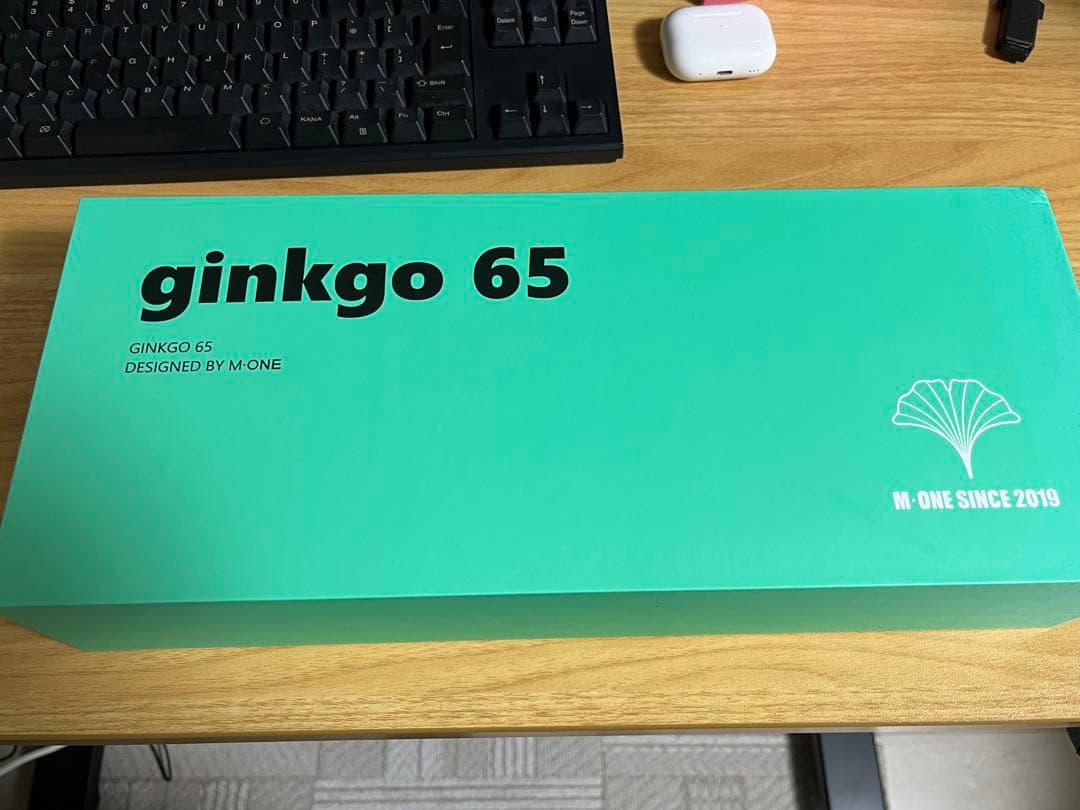 Delete End Page Down
W E R T Y U I O P Enter
D F G H J K L
X C V B N M Shift
KANA Alt Fn Ctrl
ginkgo 65
GINKGO 65
DESIGNED BY M·ONE
M·ONE SINCE 2019